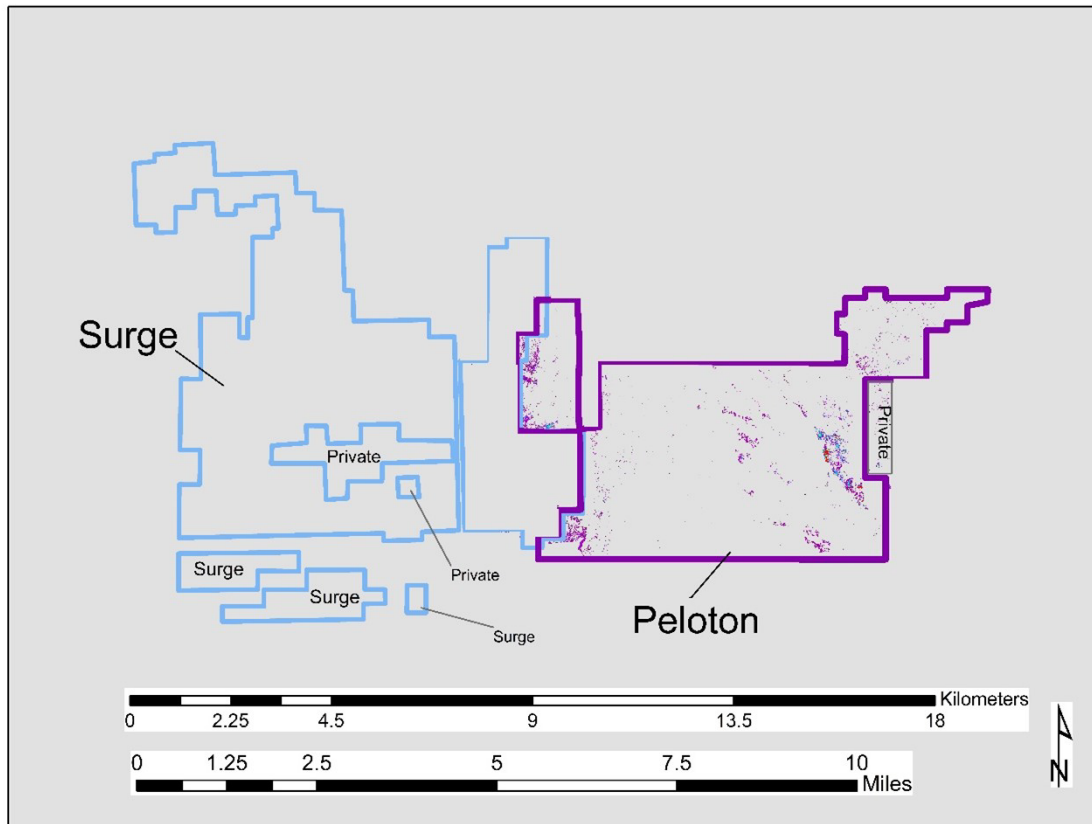 Surge
Private
Private
Surge
Private
Surge
Surge
Peloton
Kilometers
0 2.25 4.5 9 13.5 18
0 1.25 2.5 5 7.5 10
Miles
N